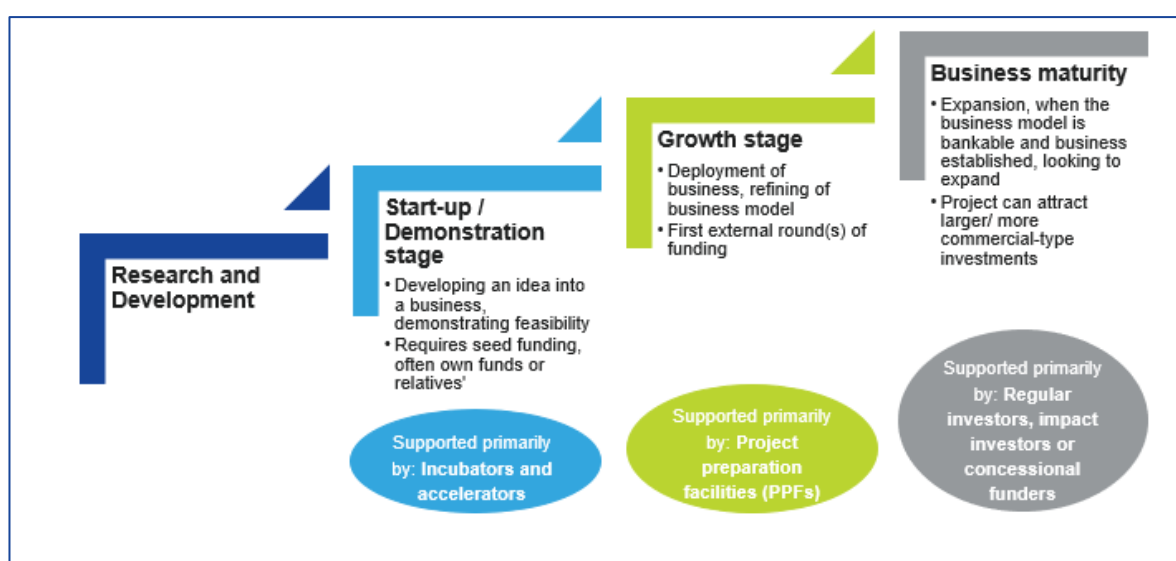 Research and
Development
Start-up /
Demonstration
stage
• Developing an idea into
a business,
demonstrating feasibility
• Requires seed funding,
often own funds or
relatives'
Supported primarily
by: Incubators and
accelerators
Growth stage
• Deployment of
business, refining of
business model
• First external round(s) of
funding
Supported primarily
by: Project
preparation
facilities (PPFs)
Business maturity
• Expansion, when the
business model is
bankable and business
established, looking to
expand
• Project can attract
larger/ more
commercial-type
investments
Supported primarily
by: Regular
investors, impact
investors or
concessional
funders